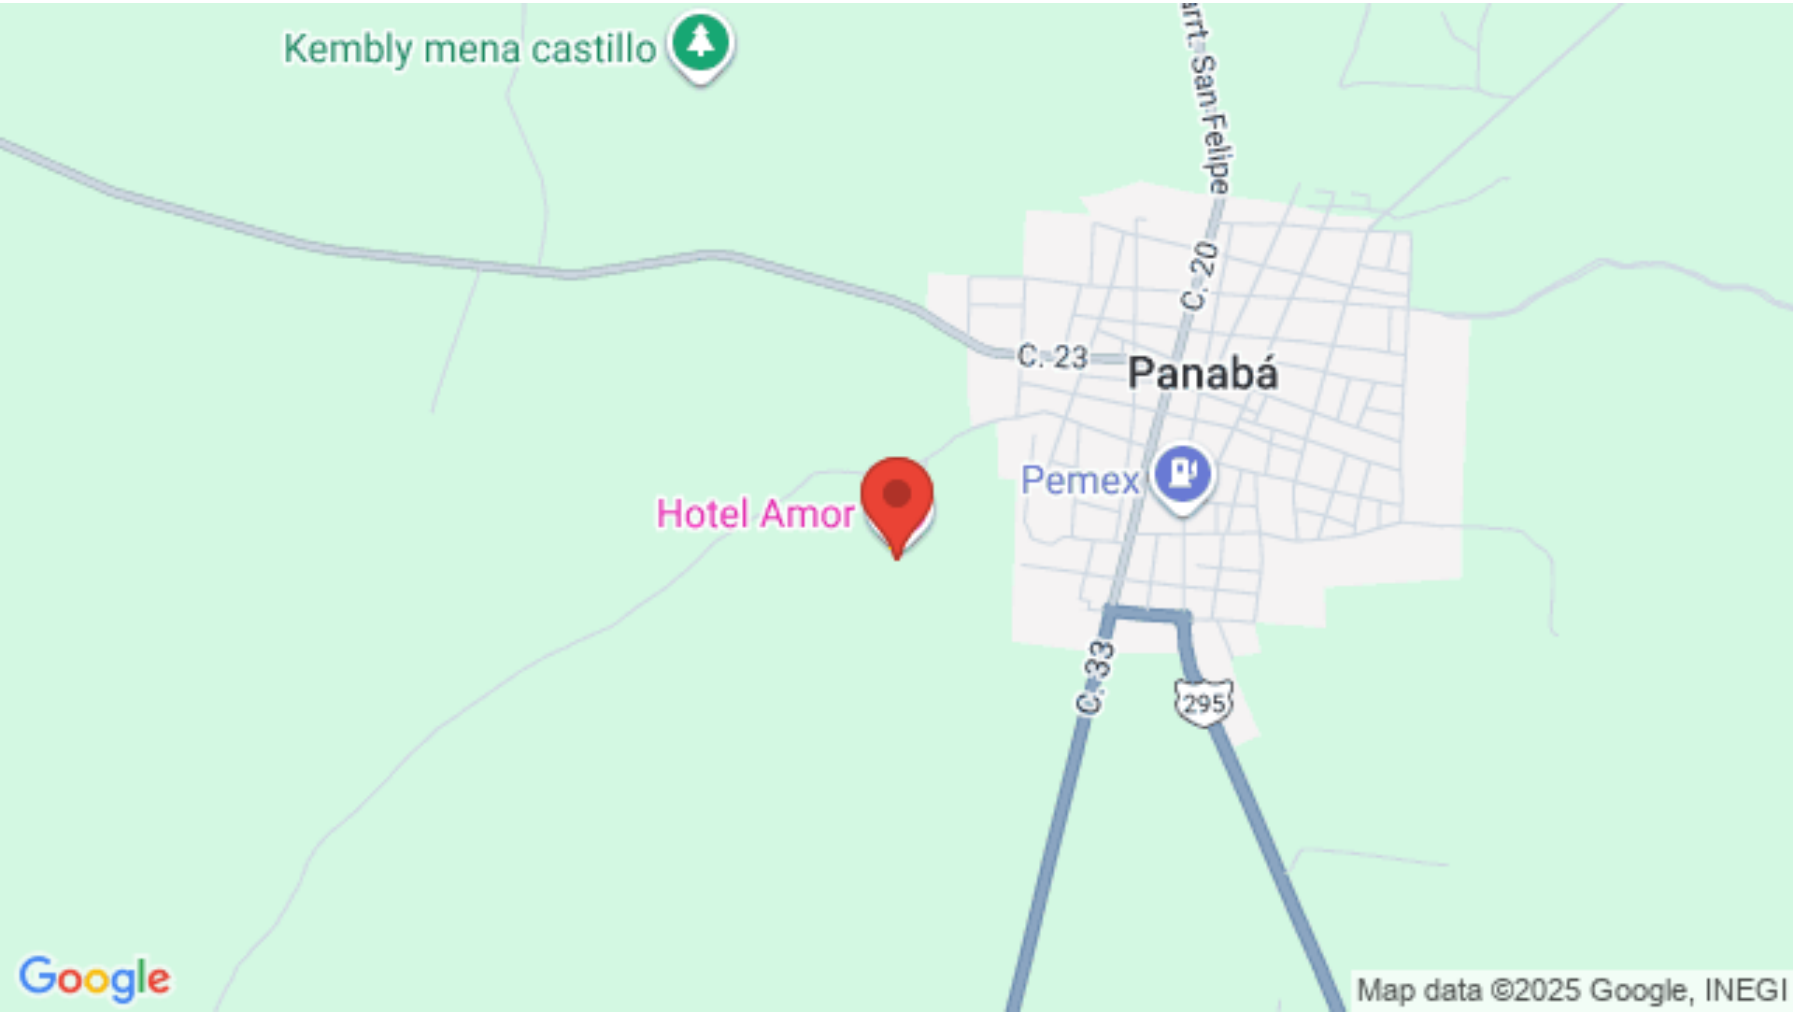 Kembly mena castillo
arrt. San Felipe
C. 20
C. 23
Panabá
Pemex
Hotel Amor
C. 33
295
Google
Map data ©2025 Google, INEGI